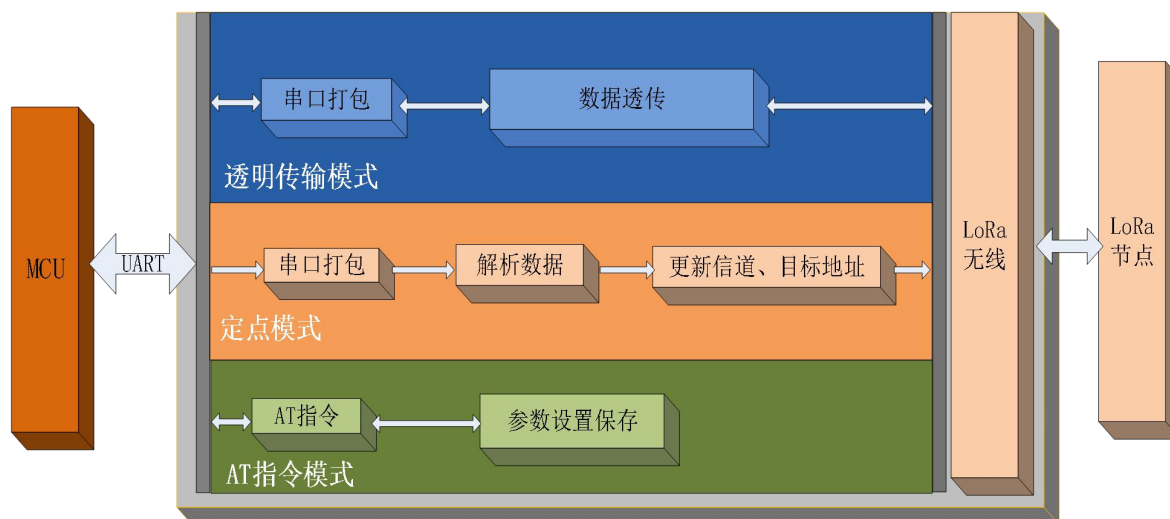 串口打包
数据透传
透明传输模式
MCU
UART
串口打包
解析数据
更新信道、目标地址
定点模式
AT指令
参数设置保存
AT指令模式
LoRa
无线
LoRa
节点